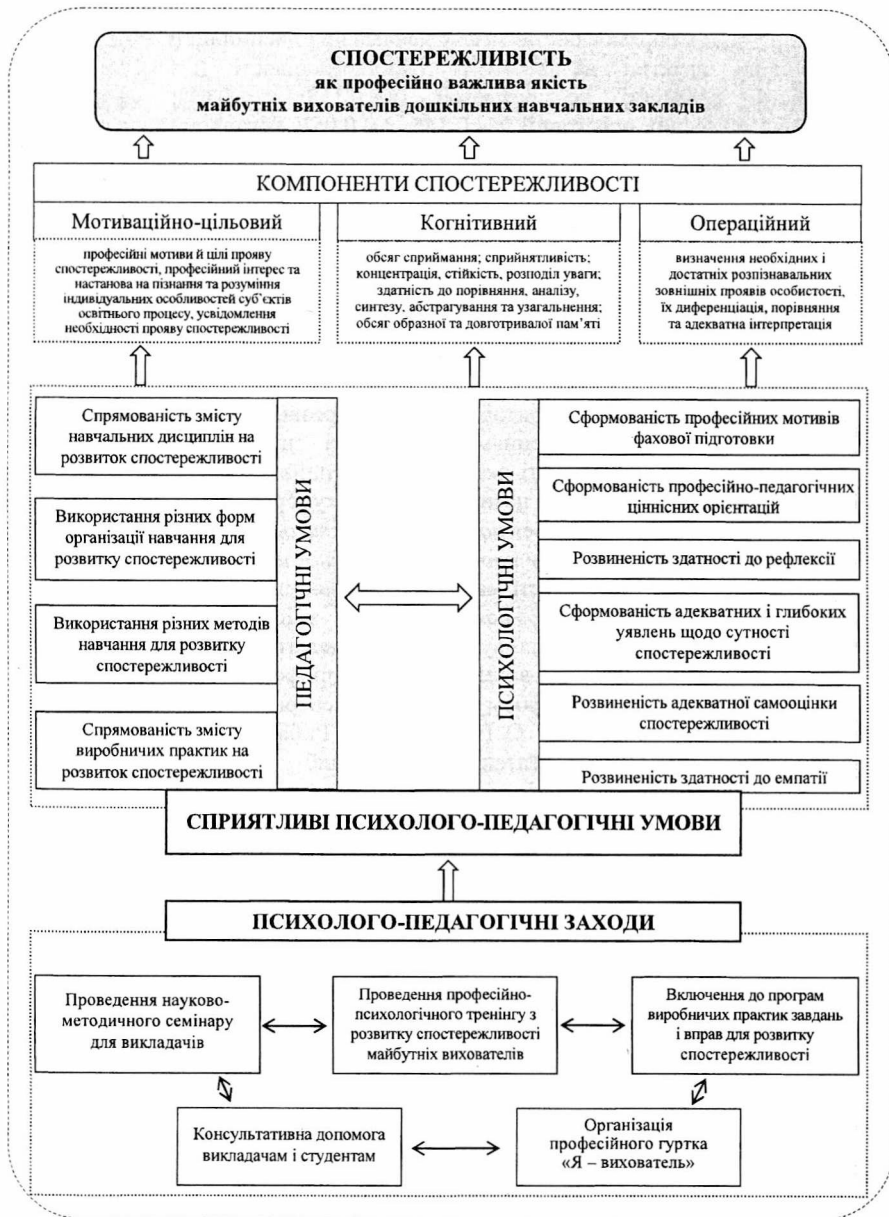 СПОСТЕРЕЖЛИВІСТЬ
як професійно важлива якість
майбутніх вихователів дошкільних навчальних закладів
КОМПОНЕНТИ СПОСТЕРЕЖЛИВОСТІ
Мотиваційно-цільовий
професійні мотиви й цілі прояву
спостережливості, професійний інтерес та
настанова на пізнання та розуміння
індивідуальних особливостей суб'єктів
освітнього процесу, усвідомлення
необхідності прояву спостережливості
Когнітивний
обсяг сприймання; сприйнятливість;
концентрація, стійкість, розподіл уваги;
здатність до порівняння, аналізу,
синтезу, абстрагування та узагальнення;
обсяг образної та довготривалої пам'яті
Операційний
визначення необхідних і
достатніх розпізнавальних
зовнішніх проявів особистості,
їх диференціація, порівняння
та адекватна інтерпретація
Спрямованість змісту
навчальних дисциплін на
розвиток спостережливості
Використання різних форм
організації навчання для
розвитку спостережливості
Використання різних методів
навчання для розвитку
спостережливості
Спрямованість змісту
виробничих практик на
розвиток спостережливості
ПЕДАГОГІЧНІ УМОВИ
ПСИХОЛОГІЧНІ УМОВИ
Сформованість професійних мотивів
фахової підготовки
Сформованість професійно-педагогічних
ціннісних орієнтацій
Розвиненість здатності до рефлексії
Сформованість адекватних і глибоких
уявлень щодо сутності
спостережливості
Розвиненість адекватної самооцінки
спостережливості
Розвиненість здатності до емпатії
СПРИЯТЛИВІ ПСИХОЛОГО-ПЕДАГОГІЧНІ УМОВИ
ПСИХОЛОГО-ПЕДАГОГІЧНІ ЗАХОДИ
Проведення науково-
методичного семінару
для викладачів
Проведення професійно-
психологічного тренінгу з
розвитку спостережливості
майбутніх вихователів
Включення до програм
виробничих практик завдань
і вправ для розвитку
спостережливості
Консультативна допомога
викладачам і студентам
Організація
професійного гуртка
«Я – вихователь»